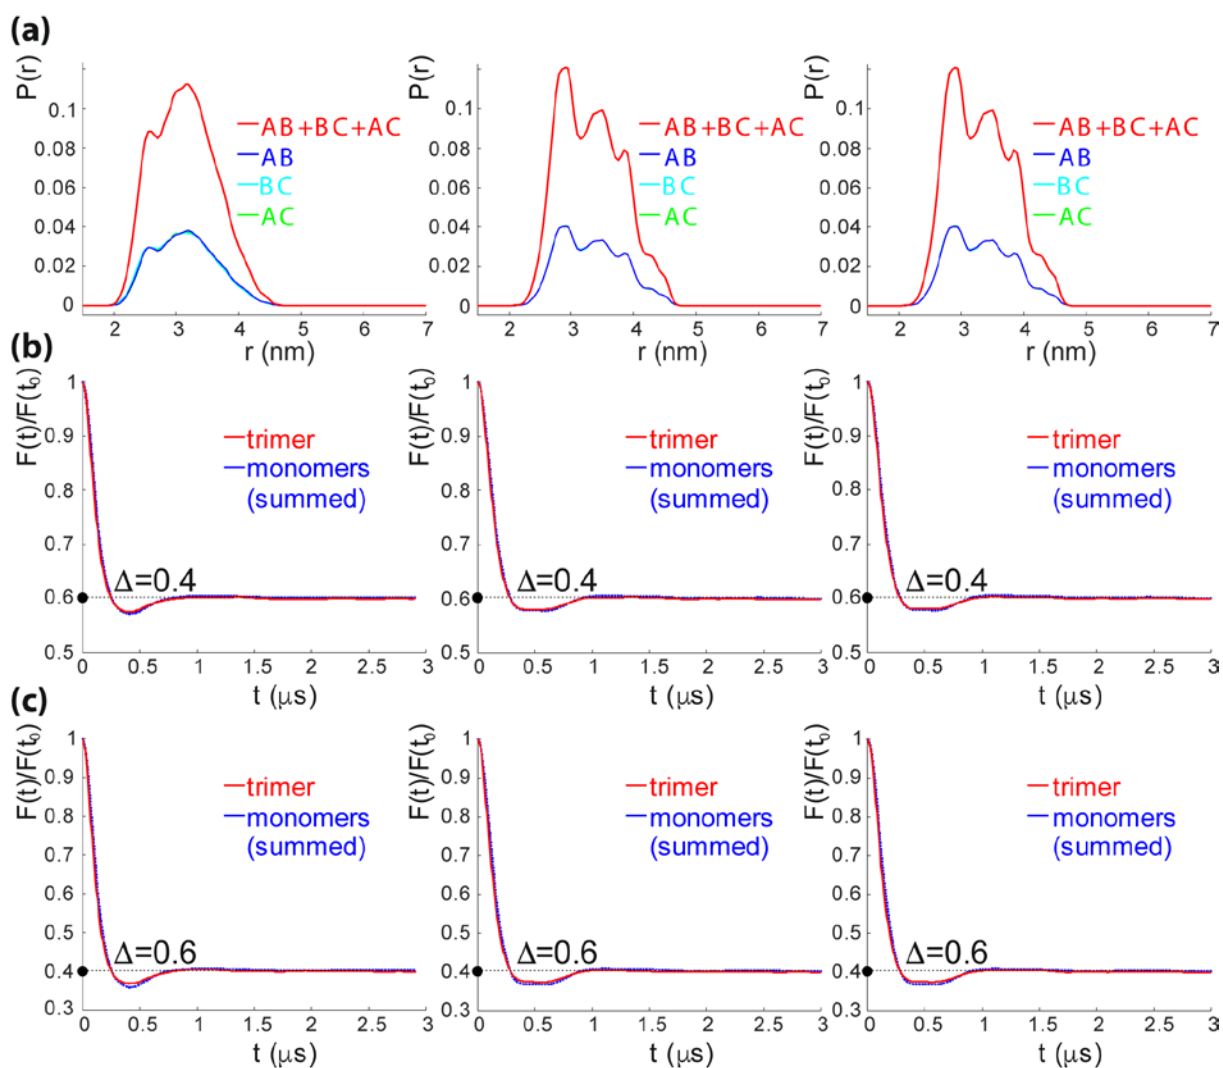 (a)
P(r)
0.1
0.08
0.06
0.04
0.02
0
AB+BC+AC
AB
BC
AC
2 3 4 5 6 7
r (nm)
P(r)
0.1
0.08
0.06
0.04
0.02
0
AB+BC+AC
AB
BC
AC
2 3 4 5 6 7
r (nm)
P(r)
0.1
0.08
0.06
0.04
0.02
0
AB+BC+AC
AB
BC
AC
2 3 4 5 6 7
r (nm)
(b)
F(t)/F(t0)
1
0.9
0.8
0.7
0.6
0.5
trimer
monomers
(summed)
Δ=0.4
0 0.5 1 1.5 2 2.5 3
t (μs)
F(t)/F(t0)
1
0.9
0.8
0.7
0.6
0.5
trimer
monomers
(summed)
Δ=0.4
0 0.5 1 1.5 2 2.5 3
t (μs)
F(t)/F(t0)
1
0.9
0.8
0.7
0.6
0.5
trimer
monomers
(summed)
Δ=0.4
0 0.5 1 1.5 2 2.5 3
t (μs)
(c)
F(t)/F(t0)
1
0.9
0.8
0.7
0.6
0.5
0.4
0.3
trimer
monomers
(summed)
Δ=0.6
0 0.5 1 1.5 2 2.5 3
t (μs)
F(t)/F(t0)
1
0.9
0.8
0.7
0.6
0.5
0.4
0.3
trimer
monomers
(summed)
Δ=0.6
0 0.5 1 1.5 2 2.5 3
t (μs)
F(t)/F(t0)
1
0.9
0.8
0.7
0.6
0.5
0.4
0.3
trimer
monomers
(summed)
Δ=0.6
0 0.5 1 1.5 2 2.5 3
t (μs)